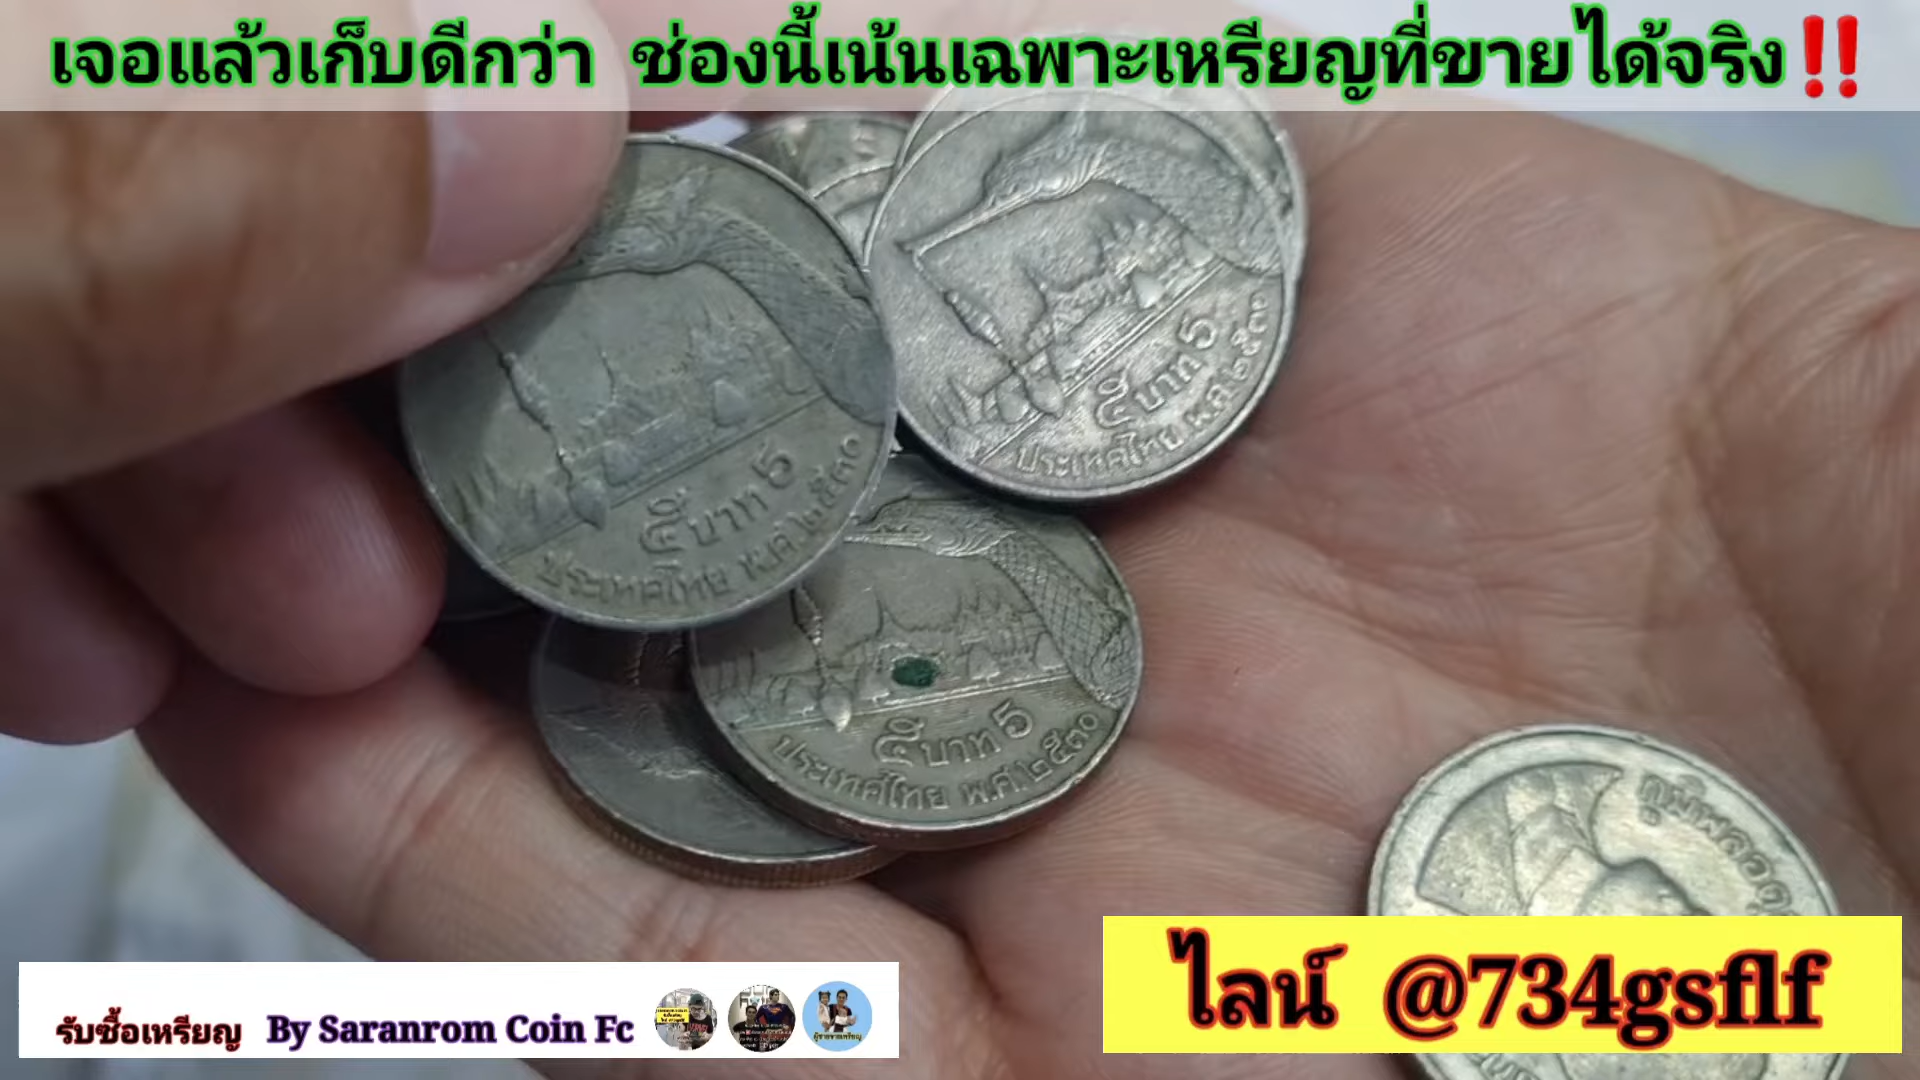 เจอแล้วเก็บดีกว่า ช่องนี้เน้นเฉพาะเหรียญที่ขายได้จริง‼️
๕ บาท 5
ประเทศไทย พ.ศ.๒๕๓๐
๕ บาท 5
ประเทศไทย พ.ศ.๒๕๓๐
๕ บาท 5
ประเทศไทย พ.ศ.๒๕๓๐
ภูมิพลอดุ
รับซื้อเหรียญ By Saranrom Coin Fc
ไลน์ @734gsflf